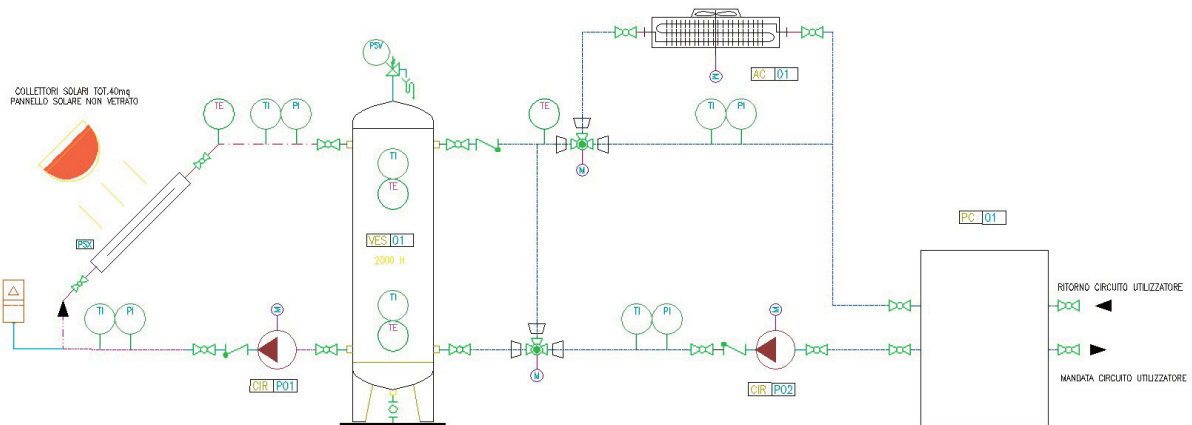 PSV
AC 01
M
COLLETTORI SOLARI TOT.40mq
PANNELLO SOLARE NON VETRATO
TE
TI
PI
TE
TI
PI
TI
TE
M
PC 01
PSX
VES 01
2000 lt
RITORNO CIRCUITO UTILIZZATORE
TI
PI
M
TI
TE
TI
PI
M
M
MANDATA CIRCUITO UTILIZZATORE
CIR P01
CIR P02